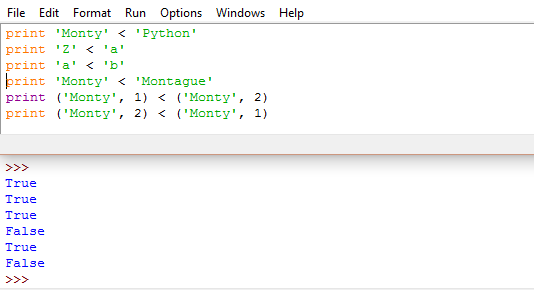 File Edit Format Run Options Windows Help
print 'Monty' < 'Python'
print 'Z' < 'a'
print 'a' < 'b'
print 'Monty' < 'Montague'
print ('Monty', 1) < ('Monty', 2)
print ('Monty', 2) < ('Monty', 1)
>>>
True
True
True
False
True
False
>>>